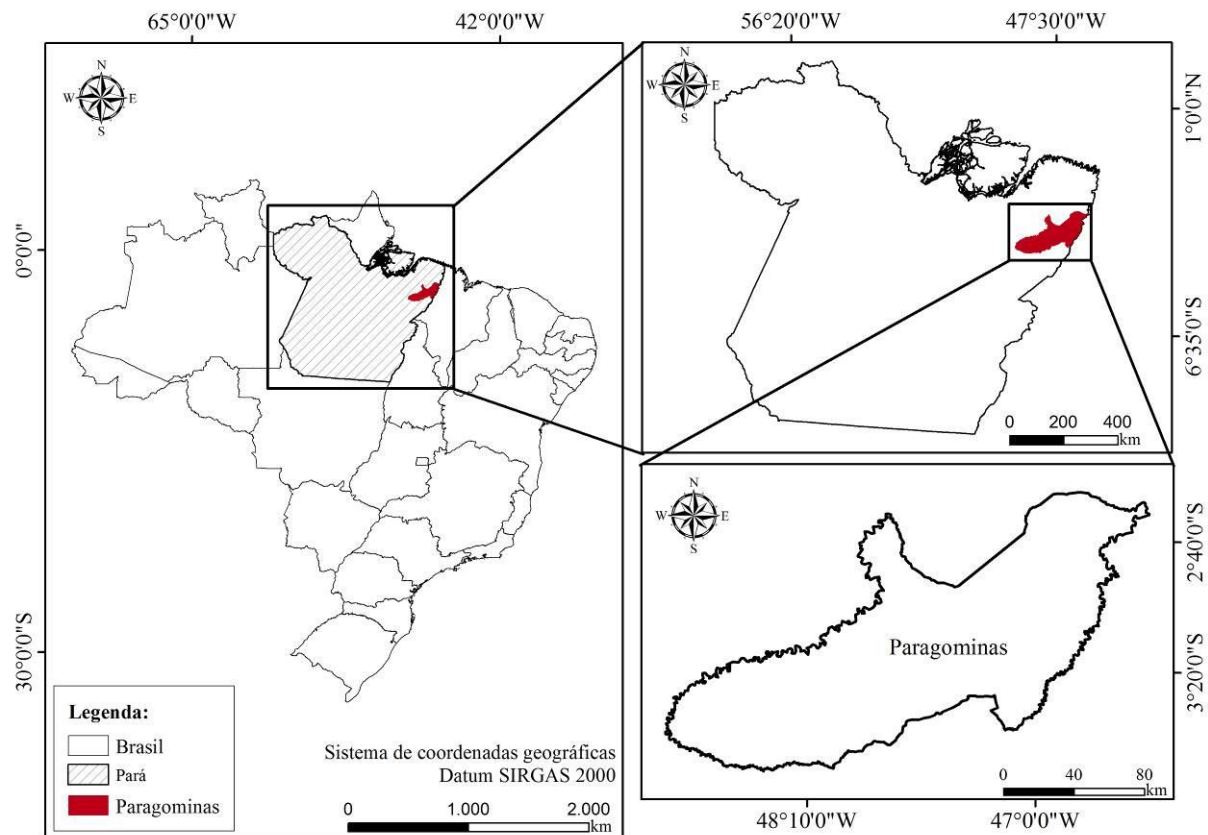 65°0'0"W
42°0'0"W
56°20'0"W
47°30'0"W
N
W E
S
N
W E
S
0°0'0"
1°0'0"N
6°35'0"S
0 200 400
km
N
W E
S
2°40'0"S
Paragominas
3°20'0"S
30°0'0"S
Legenda:
Brasil
Pará
Paragominas
Sistema de coordenadas geográficas
Datum SIRGAS 2000
0 1.000 2.000
km
0 40 80
km
48°10'0"W
47°0'0"W